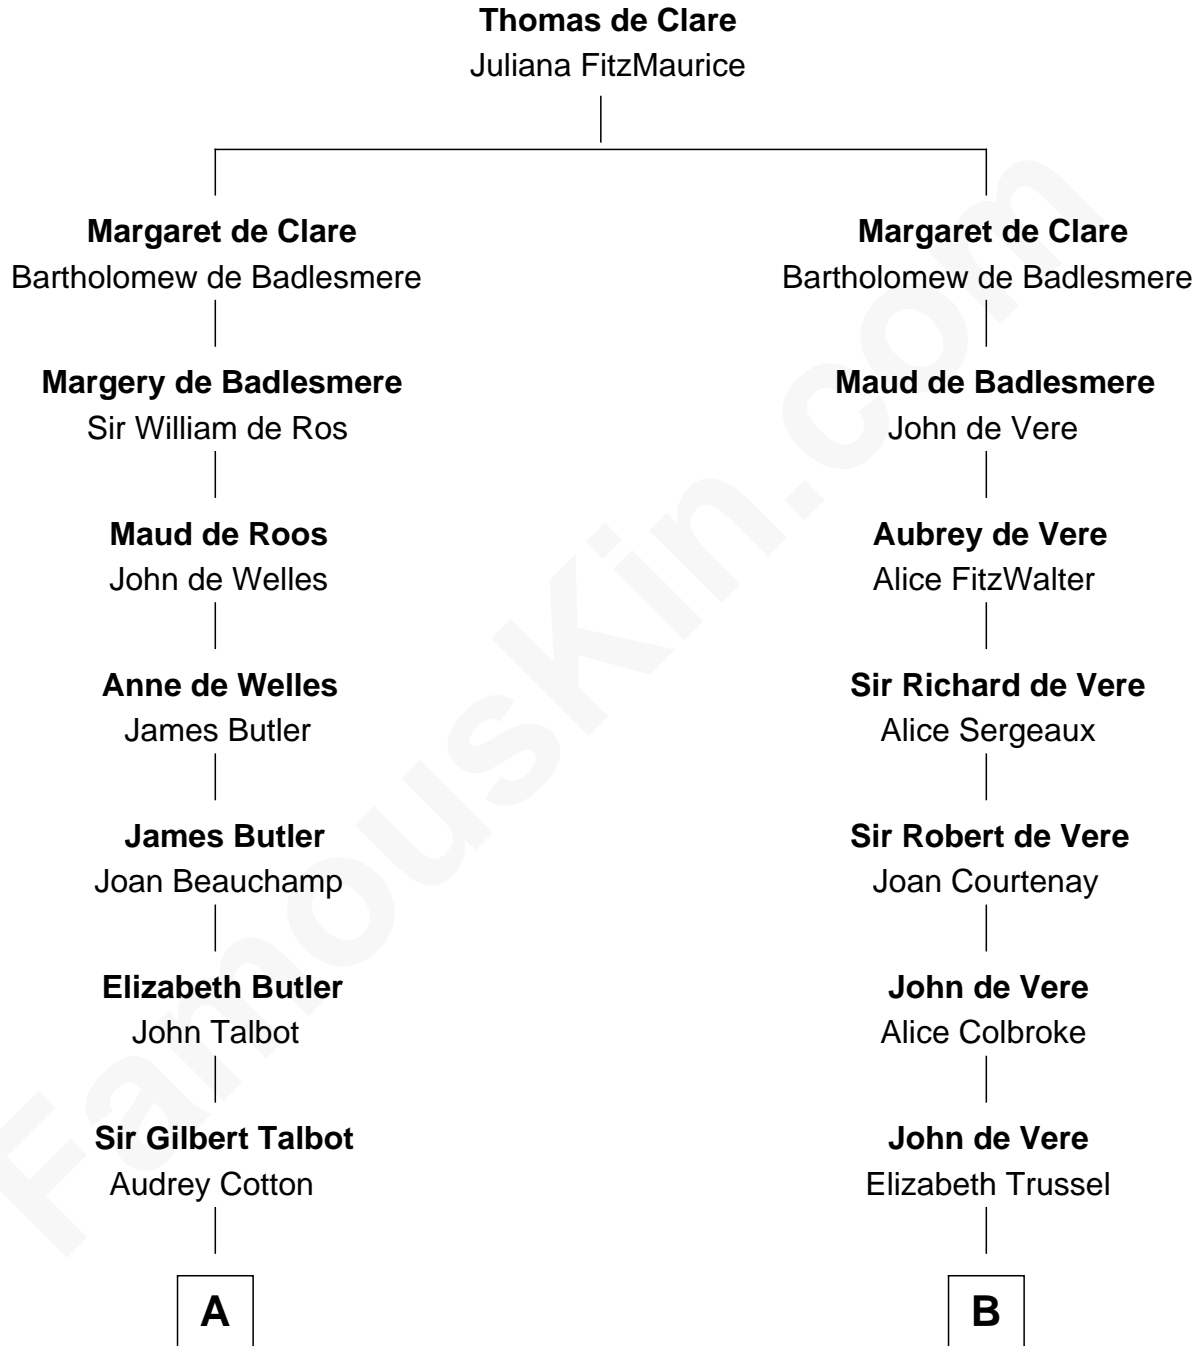 Thomas de Clare
Juliana FitzMaurice
Margaret de Clare
Bartholomew de Badlesmere
Margaret de Clare
Bartholomew de Badlesmere
Margery de Badlesmere
Sir William de Ros
Maud de Badlesmere
John de Vere
Maud de Roos
John de Welles
Aubrey de Vere
Alice FitzWalter
Anne de Welles
James Butler
Sir Richard de Vere
Alice Sergeaux
James Butler
Joan Beauchamp
Sir Robert de Vere
Joan Courtenay
Elizabeth Butler
John Talbot
John de Vere
Alice Colbroke
Sir Gilbert Talbot
Audrey Cotton
John de Vere
Elizabeth Trussel
A
B
FamousKin.com